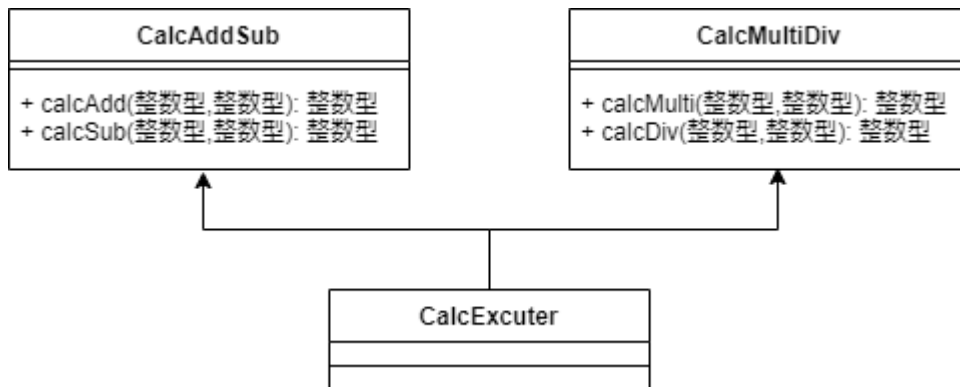 CalcAddSub
+ calcAdd(整数型,整数型): 整数型
+ calcSub(整数型,整数型): 整数型
CalcMultiDiv
+ calcMulti(整数型,整数型): 整数型
+ calcDiv(整数型,整数型): 整数型
CalcExcuter